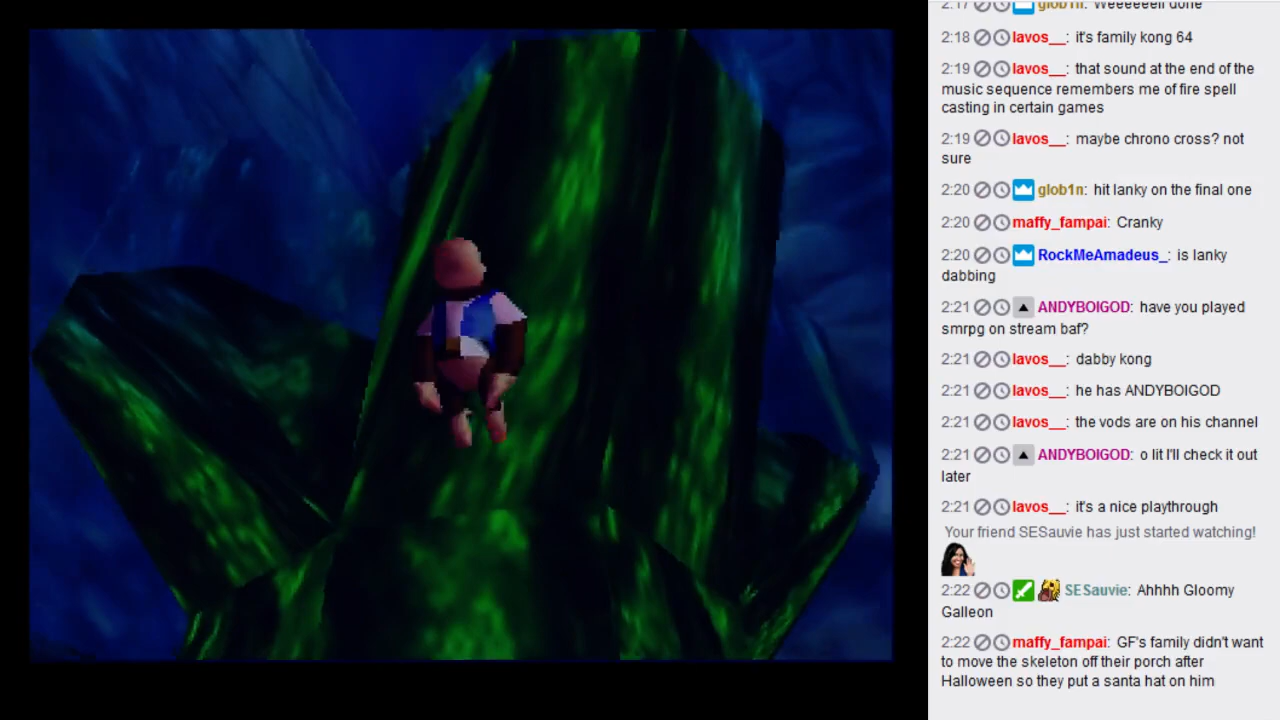 2:17 glob1n: Weeeeeell done
2:18 lavos__: it's family kong 64
2:19 lavos__: that sound at the end of the
music sequence remembers me of fire spell
casting in certain games
2:19 lavos__: maybe chrono cross? not
sure
2:20 glob1n: hit lanky on the final one
2:20 maffy_fampai: Cranky
2:20 RockMeAmadeus_: is lanky
dabbing
2:21 ANDYBOIGOD: have you played
smrpg on stream baf?
2:21 lavos__: dabby kong
2:21 lavos__: he has ANDYBOIGOD
2:21 lavos__: the vods are on his channel
2:21 ANDYBOIGOD: o lit I'll check it out
later
2:21 lavos__: it's a nice playthrough
Your friend SESauvie has just started watching!
2:22 SESauvie: Ahhhh Gloomy
Galleon
2:22 maffy_fampai: GF's family didn't want
to move the skeleton off their porch after
Halloween so they put a santa hat on him